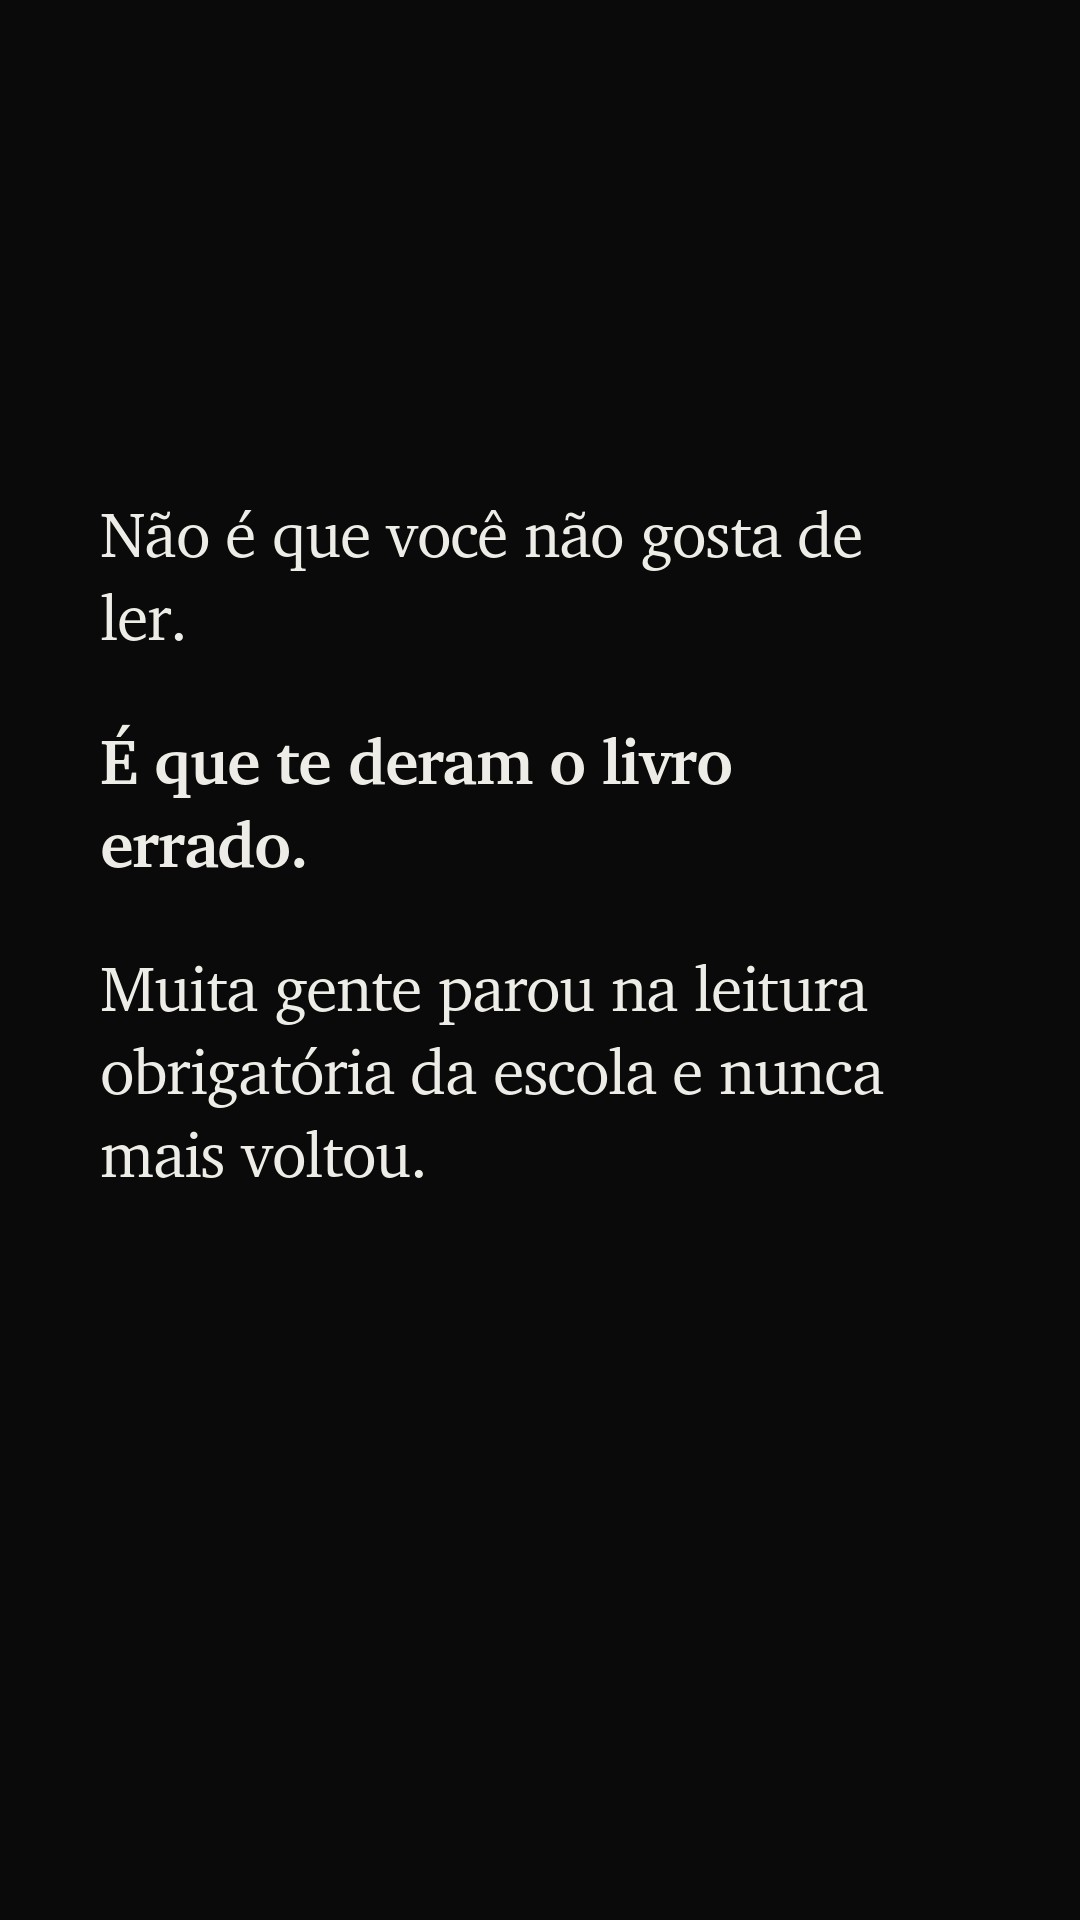 Não é que você não gosta de
ler.
É que te deram o livro
errado.
Muita gente parou na leitura
obrigatória da escola e nunca
mais voltou.